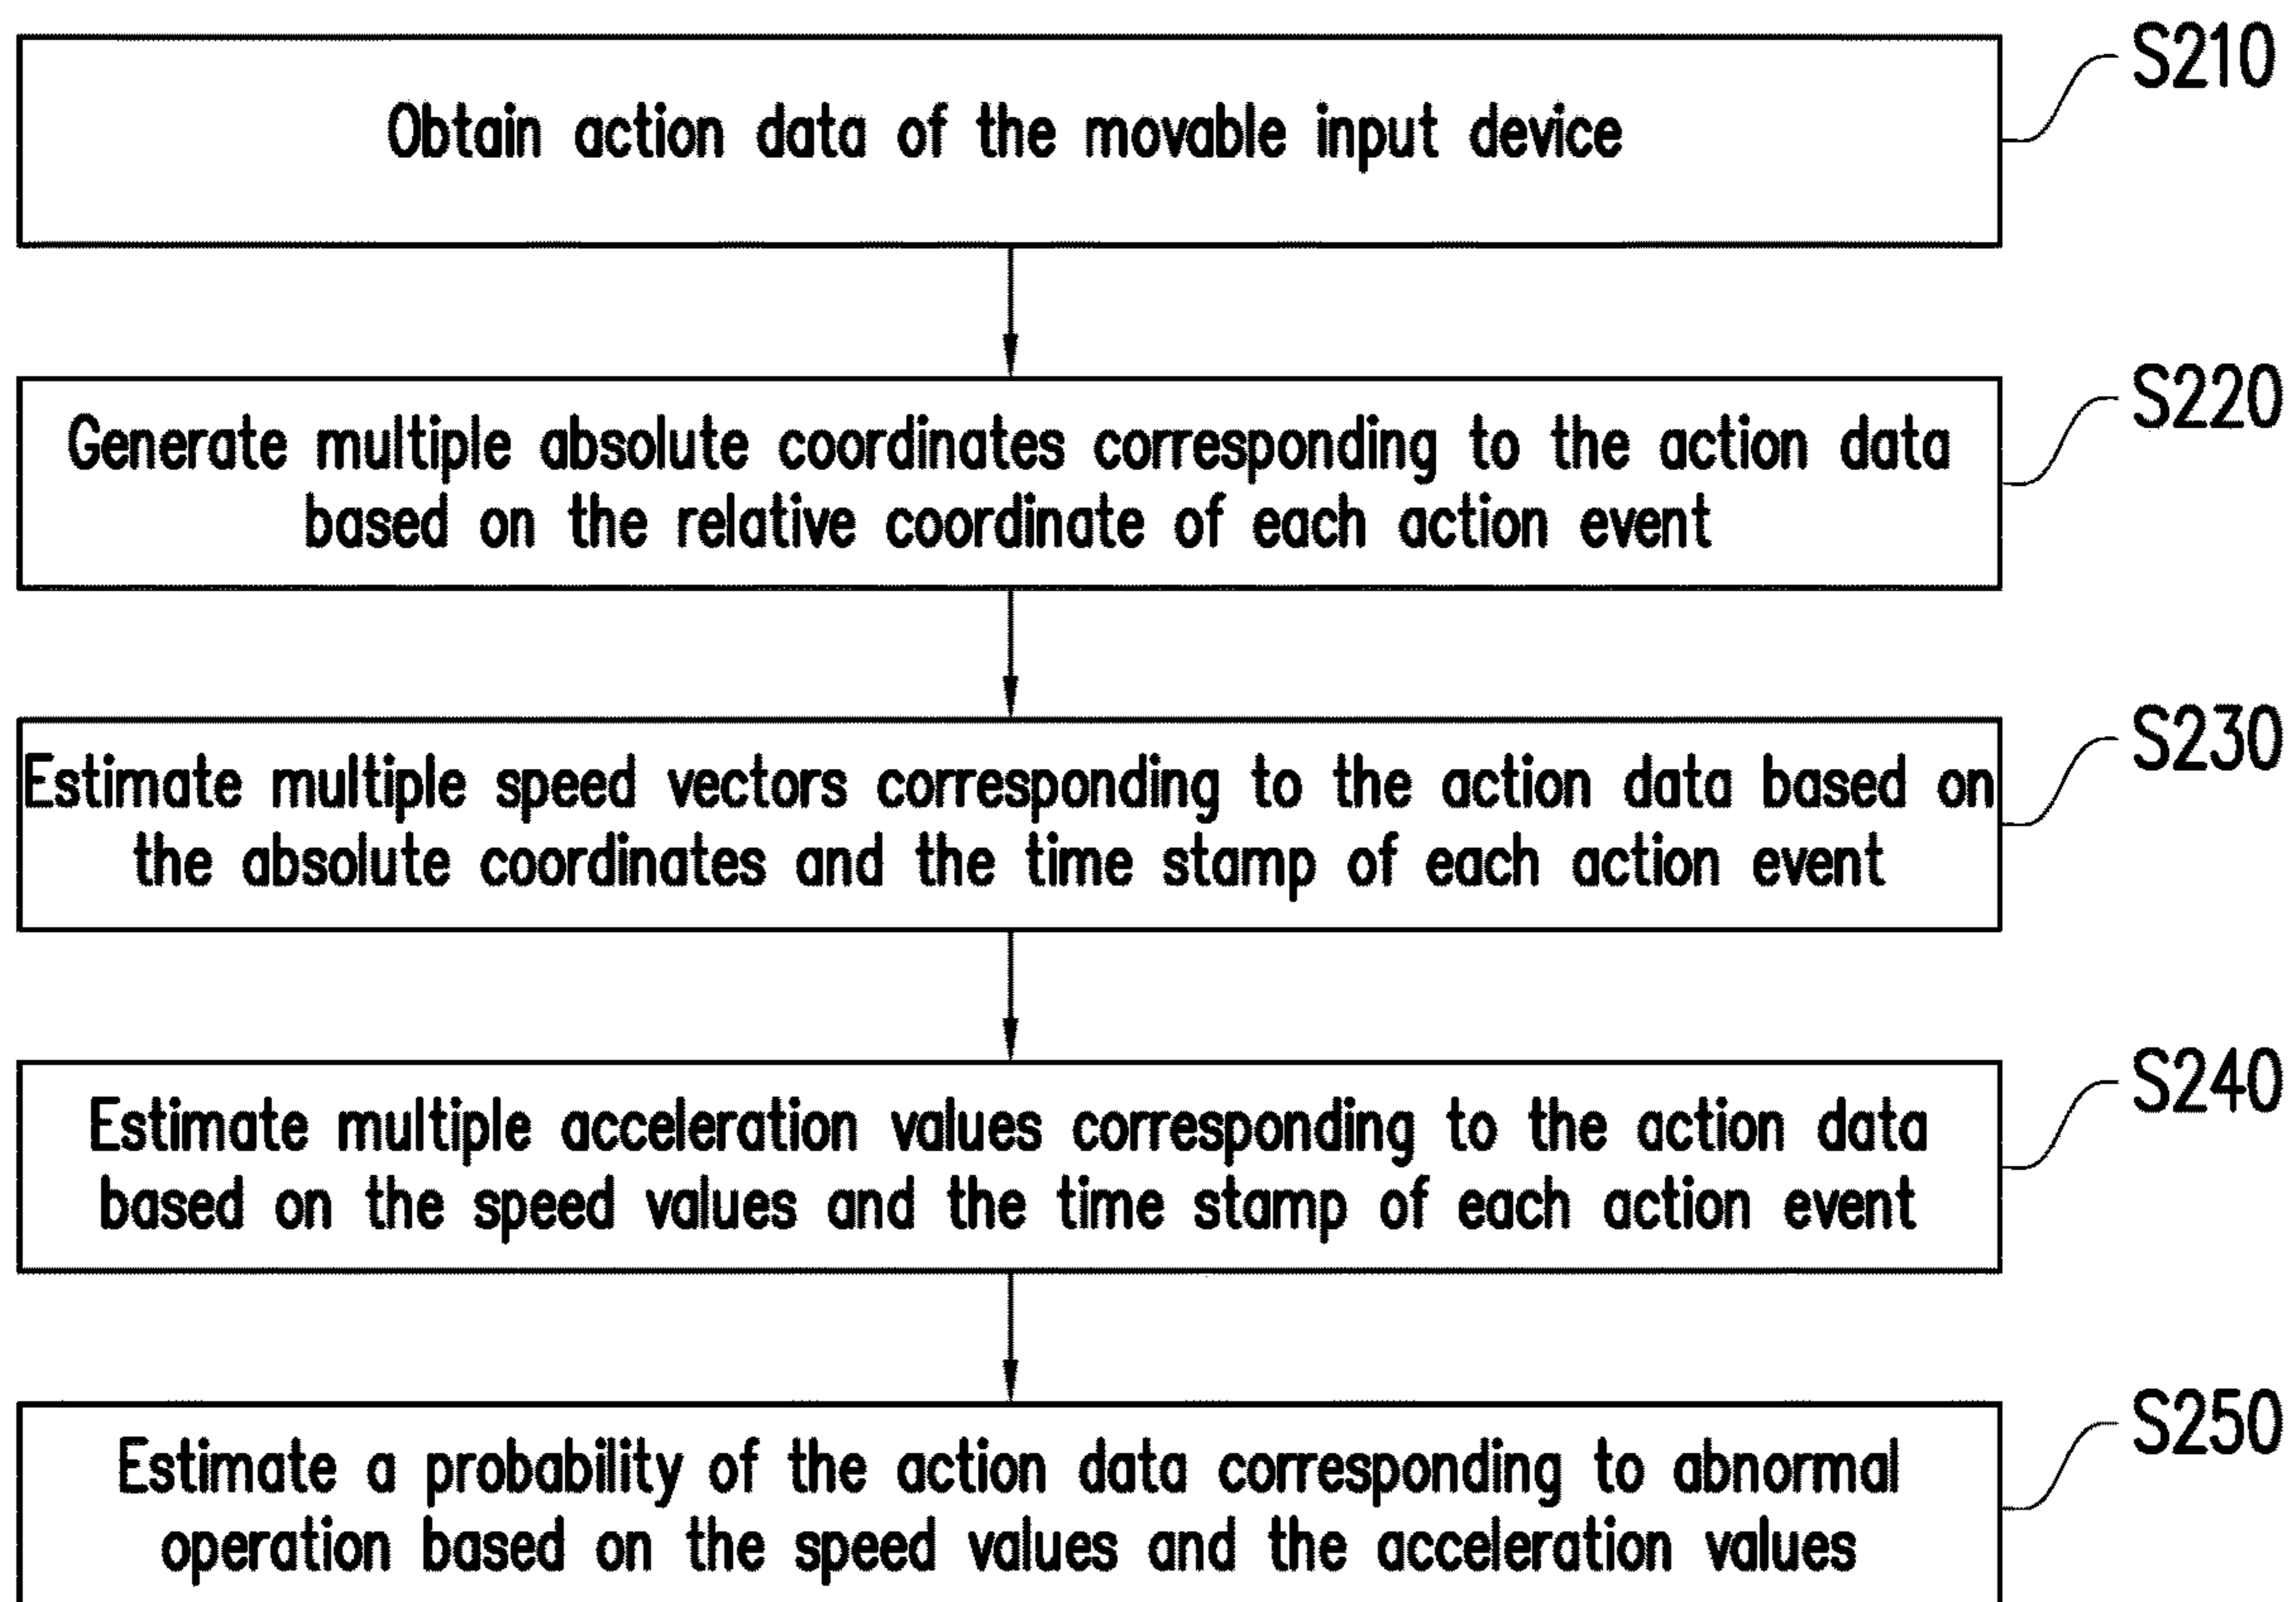 S210
Obtain action data of the movable input device
S220
Generate multiple absolute coordinates corresponding to the action data
based on the relative coordinate of each action event
S230
Estimate multiple speed vectors corresponding to the action data based on
the absolute coordinates and the time stamp of each action event
S240
Estimate multiple acceleration values corresponding to the action data
based on the speed values and the time stamp of each action event
S250
Estimate a probability of the action data corresponding to abnormal
operation based on the speed values and the acceleration values